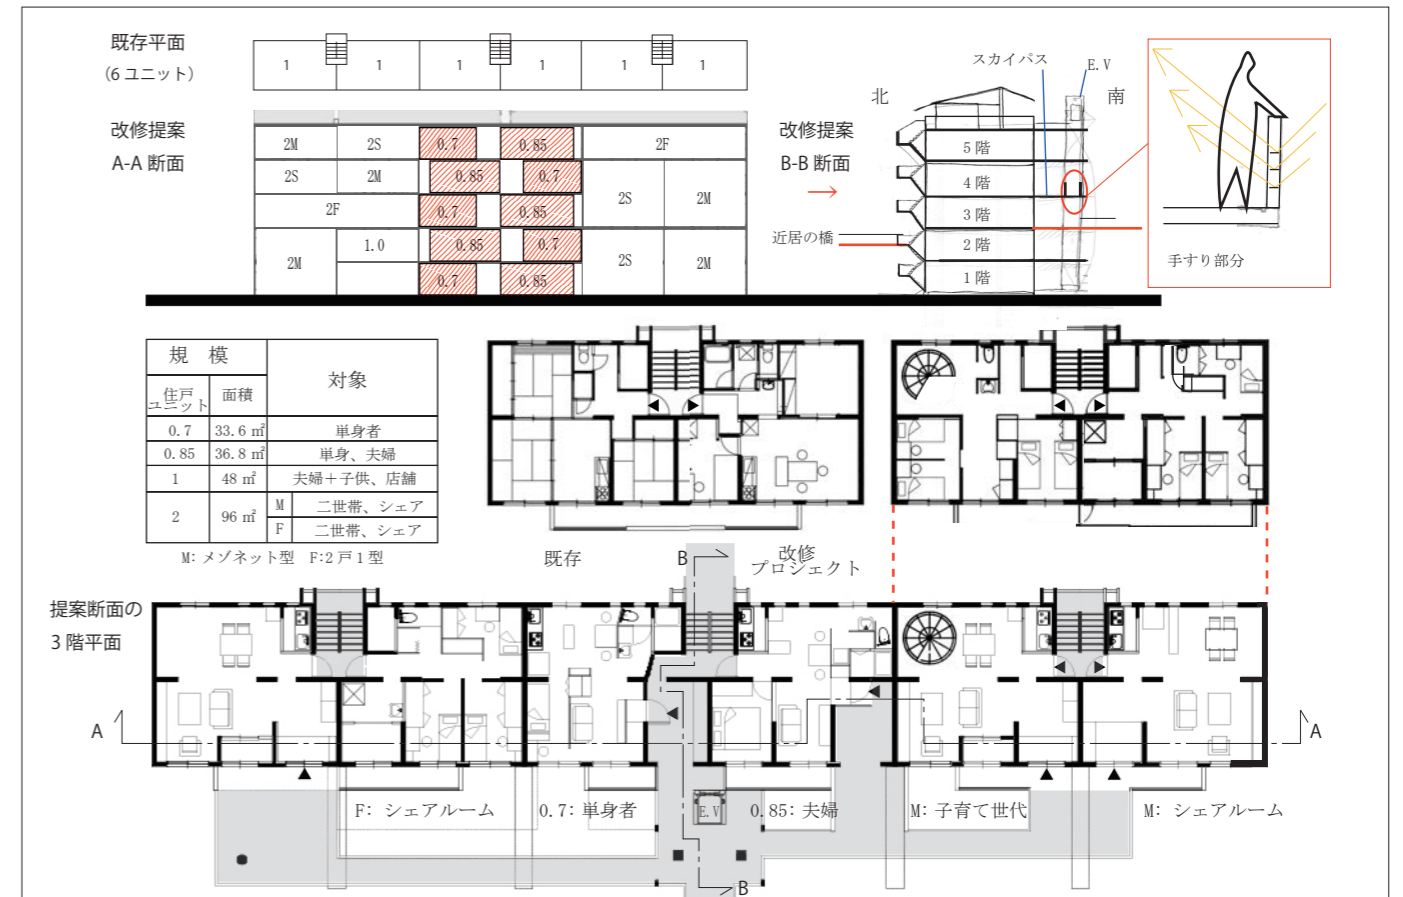 既存平面
(6 ユニット)
1 1 1 1 1 1
改修提案
A-A 断面
2M 2S 0.7 0.85 2F
2S 2M 0.85 0.7
2F 0.7 0.85 2S 2M
1.0 0.85 0.7
2M 2S 2M
0.7 0.85
改修提案
B-B 断面
北
南
スカイパス
E.V
5 階
4 階
3 階
2 階
1 階
近居の橋
手すり部分
規 模 対象
住戸ユニット 面積
0.7 33.6 ㎡ 単身者
0.85 36.8 ㎡ 単身、夫婦
1 48 ㎡ 夫婦＋子供、店舗
2 96 ㎡ M 二世帯、シェア
F 二世帯、シェア
M: メゾネット型 F:2 戸 1 型
既存
改修
プロジェクト
提案断面の
3 階平面
B
A
A
F: シェアルーム
0.7: 単身者
E.V
0.85: 夫婦
M: 子育て世代
M: シェアルーム
B